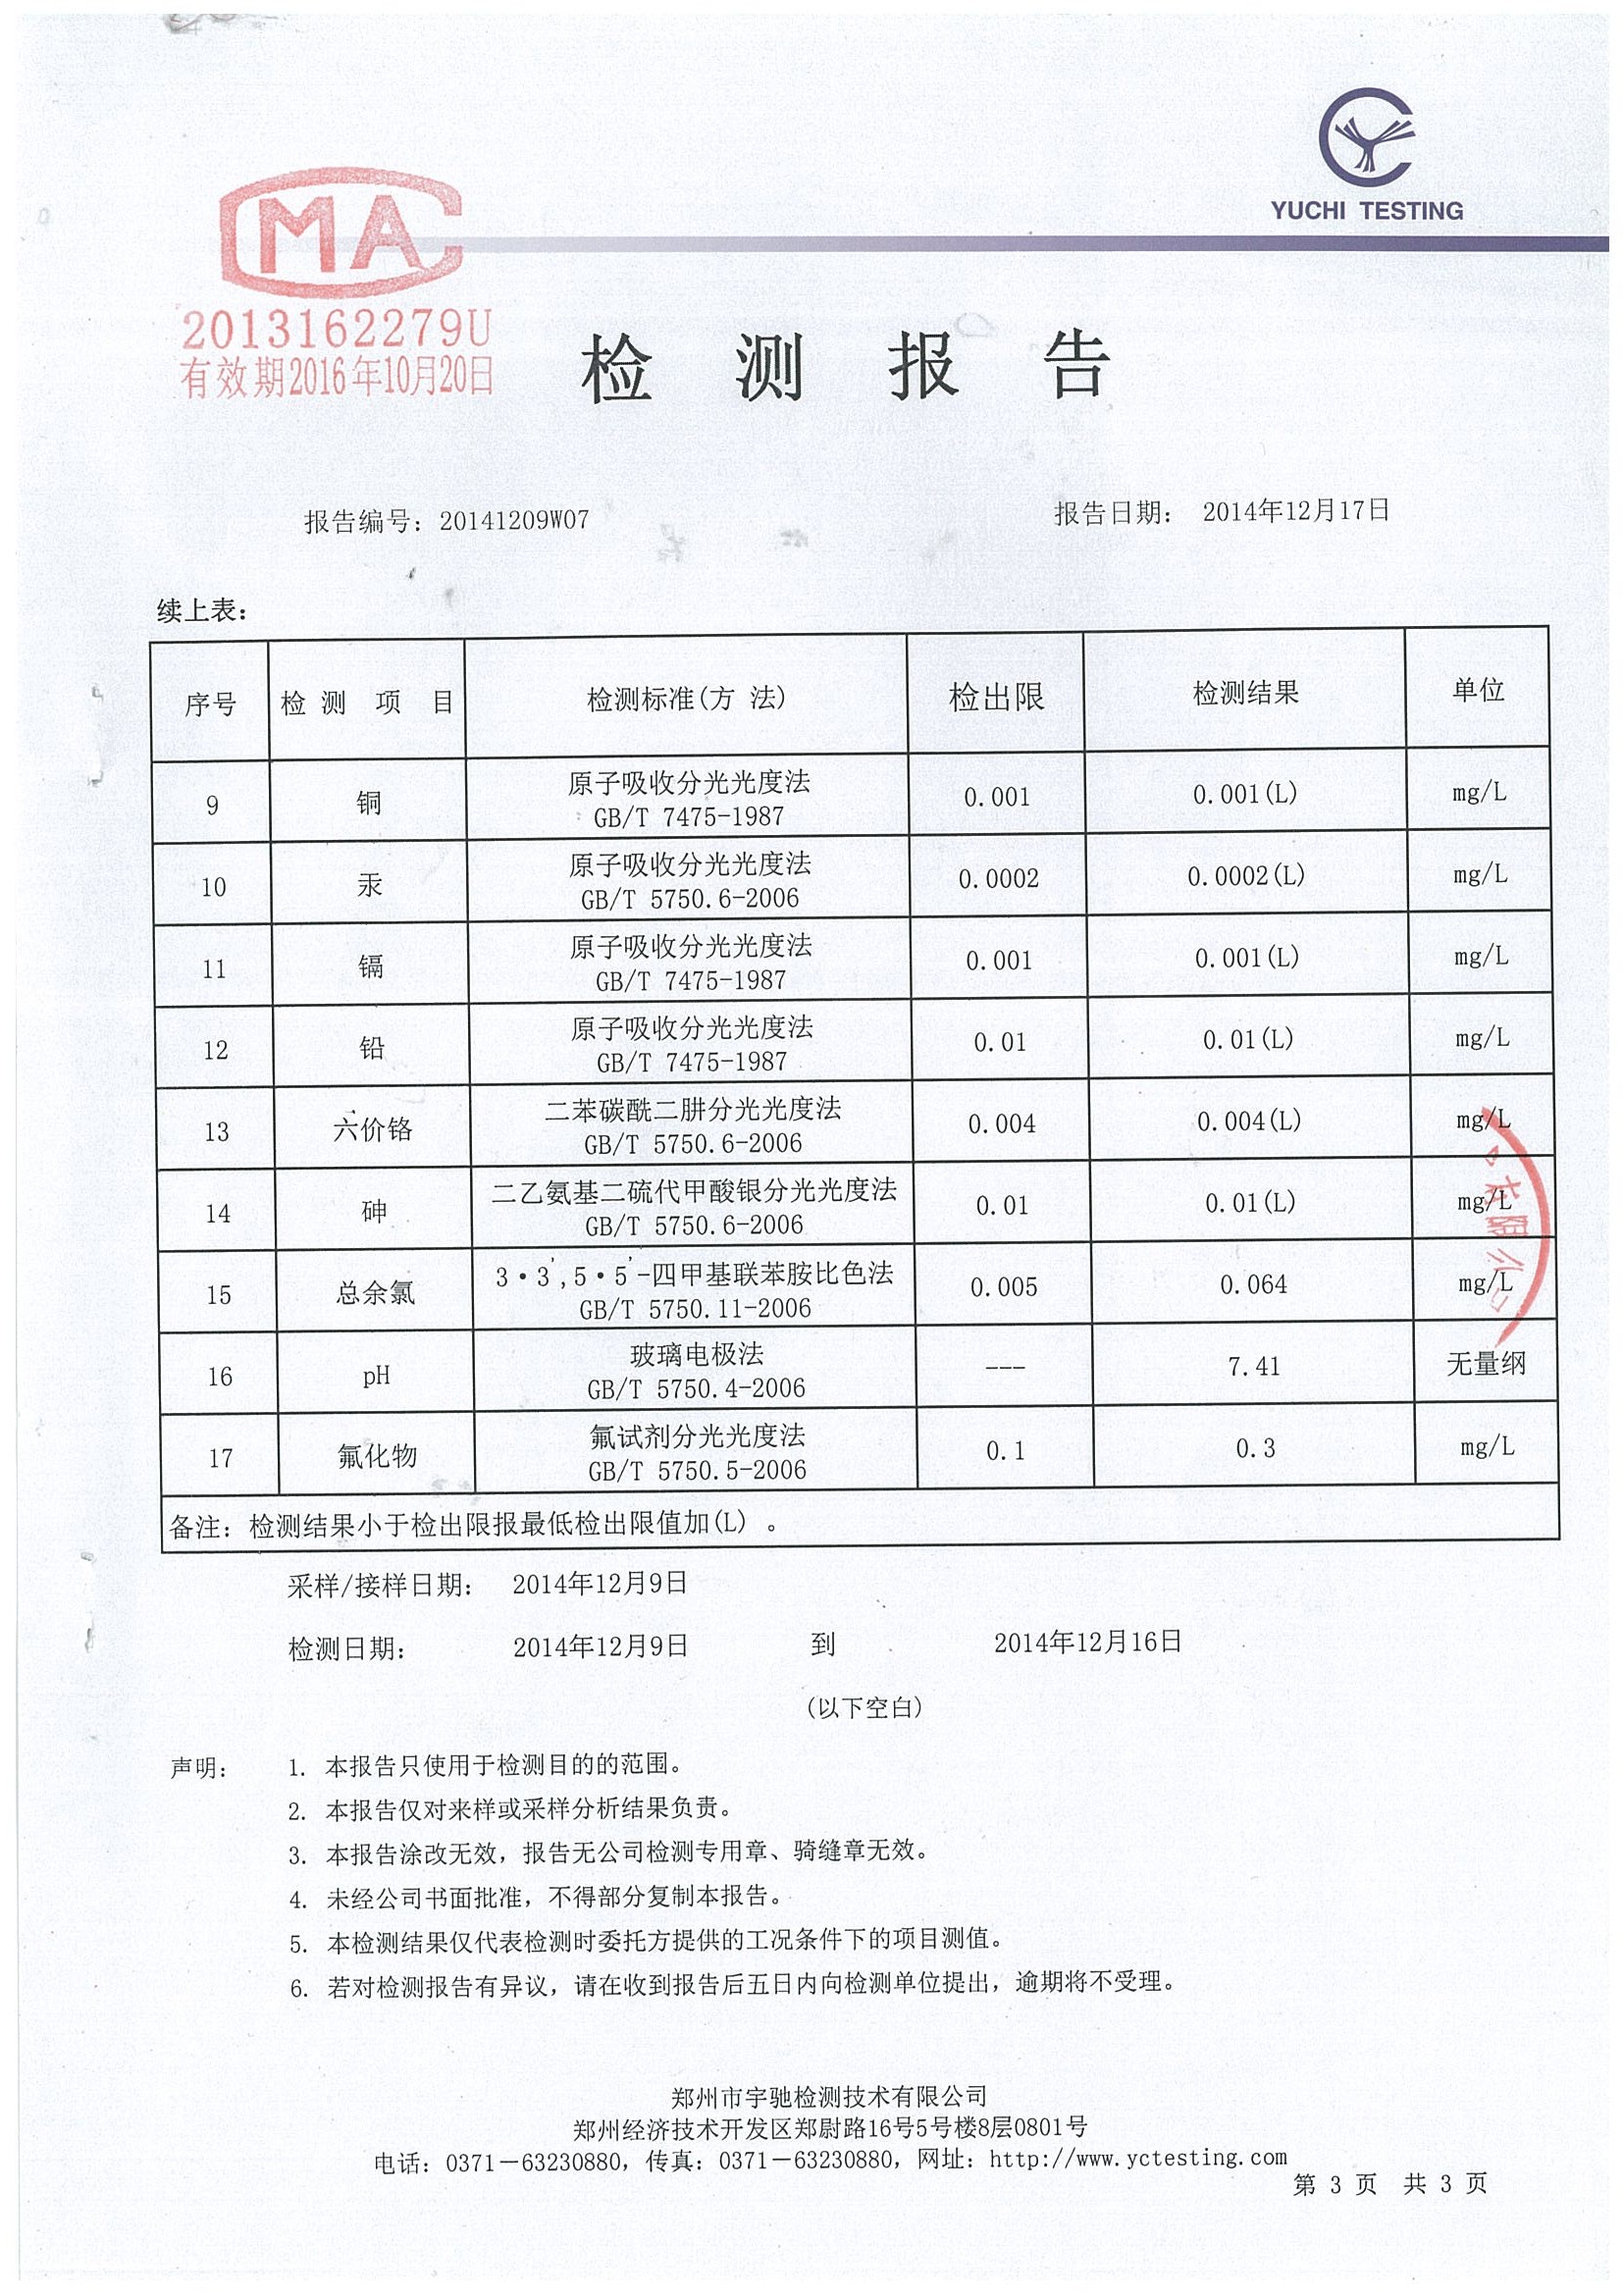 YUCHI TESTING
MA
2013162279U
有效期2016年10月20日
检 测 报 告
报告编号: 20141209W07
报告日期: 2014年12月17日
续上表:
序号 检 测 项 目 检测标准(方 法) 检出限 检测结果 单位
9 铜 原子吸收分光光度法 GB/T 7475-1987 0.001 0.001(L) mg/L
10 汞 原子吸收分光光度法 GB/T 5750.6-2006 0.0002 0.0002(L) mg/L
11 镉 原子吸收分光光度法 GB/T 7475-1987 0.001 0.001(L) mg/L
12 铅 原子吸收分光光度法 GB/T 7475-1987 0.01 0.01(L) mg/L
13 六价铬 二苯碳酰二肼分光光度法 GB/T 5750.6-2006 0.004 0.004(L) mg/L
14 砷 二乙氨基二硫代甲酸银分光光度法 GB/T 5750.6-2006 0.01 0.01(L) mg/L
15 总余氯 3·3',5·5'-四甲基联苯胺比色法 GB/T 5750.11-2006 0.005 0.064 mg/L
16 pH 玻璃电极法 GB/T 5750.4-2006 --- 7.41 无量纲
17 氟化物 氟试剂分光光度法 GB/T 5750.5-2006 0.1 0.3 mg/L
备注: 检测结果小于检出限报最低检出限值加(L) 。
采样/接样日期: 2014年12月9日
检测日期: 2014年12月9日 到 2014年12月16日
(以下空白)
声明: 1. 本报告只使用于检测目的的范围。
2. 本报告仅对来样或采样分析结果负责。
3. 本报告涂改无效，报告无公司检测专用章、骑缝章无效。
4. 未经公司书面批准，不得部分复制本报告。
5. 本检测结果仅代表检测时委托方提供的工况条件下的项目测值。
6. 若对检测报告有异议，请在收到报告后五日内向检测单位提出，逾期将不受理。
郑州市宇驰检测技术有限公司
郑州经济技术开发区郑尉路16号5号楼8层0801号
电话: 0371－63230880，传真: 0371－63230880，网址: http://www.yctesting.com
第 3 页 共 3 页